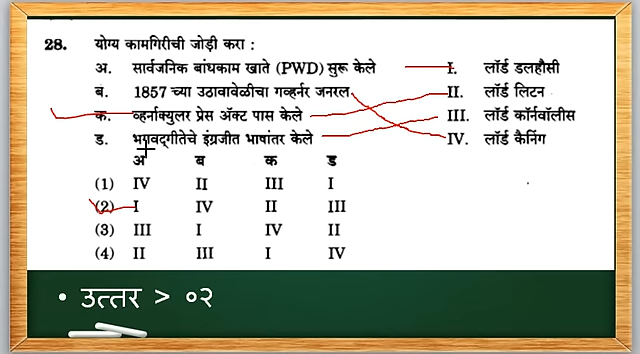 28. योग्य कामगिरीची जोडी करा :
अ. सार्वजनिक बांधकाम खाते (PWD) सुरू केले I. लॉर्ड डलहौसी
ब. 1857 च्या उठावावेळीचा गव्हर्नर जनरल II. लॉर्ड लिटन
क. व्हर्नाक्युलर प्रेस ॲक्ट पास केले III. लॉर्ड कॉर्नवॉलीस
ड. भगवद्‌गीतेचे इंग्रजीत भाषांतर केले IV. लॉर्ड कैनिंग
अ ब क ड
(1) IV II III I
(2) I IV II III
(3) III I IV II
(4) II III I IV
• उत्तर > ०२